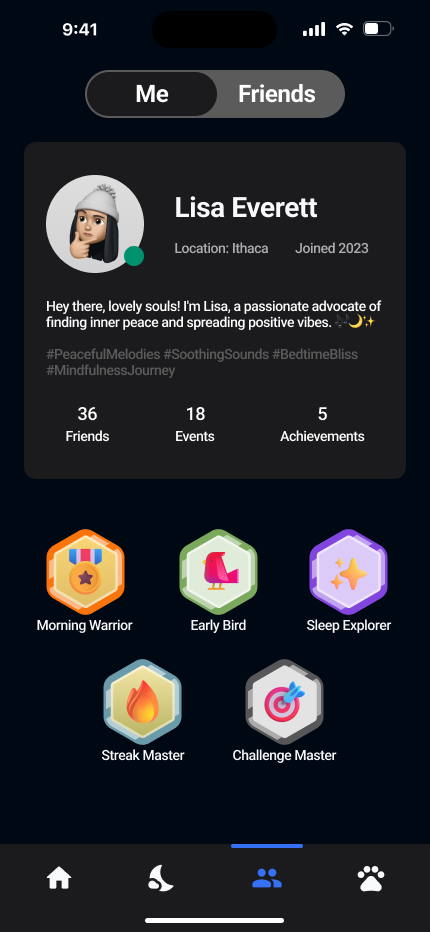 9:41
Me Friends
Lisa Everett
Location: Ithaca Joined 2023
Hey there, lovely souls! I'm Lisa, a passionate advocate of
finding inner peace and spreading positive vibes. 🎶🌙✨
#PeacefulMelodies #SoothingSounds #BedtimeBliss
#MindfulnessJourney
36 18 5
Friends Events Achievements
Morning Warrior Early Bird Sleep Explorer
Streak Master Challenge Master